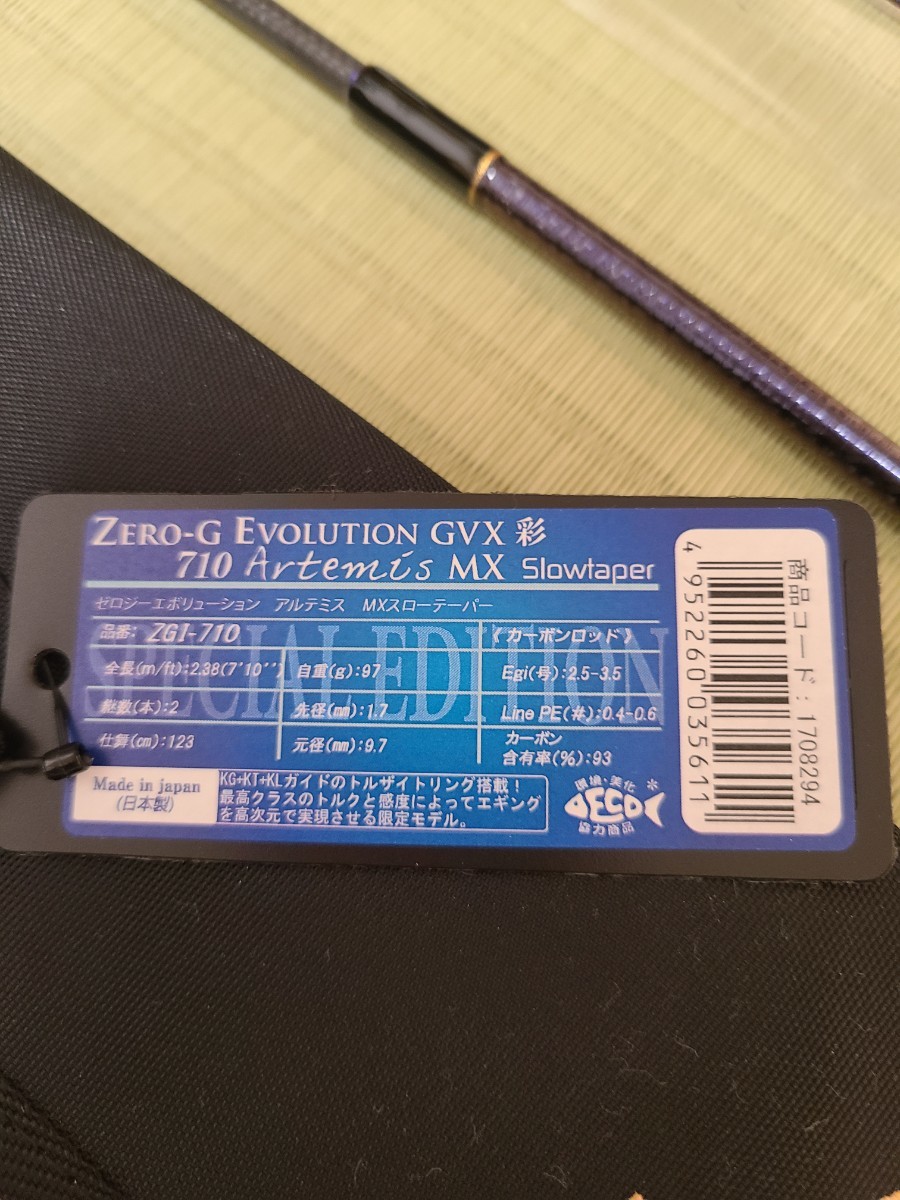 ZERO-G EVOLUTION GVX 彩
710 Artemis MX Slowtaper
ゼロジーエボリューション アルテミス MXスローテーパー
SPECIAL EDITION
品番: ZGI-710
《カーボンロッド》
全長(m/ft):2.38(7'10'') 自重(g):97 Egi(号):2.5-3.5
継数(本):2 先径(mm):1.7 Line PE(#):0.4-0.6
仕舞(cm):123 元径(mm):9.7 カーボン
含有率(%):93
Made in japan
(日本製)
KG+KT+KLガイドのトルザイトリング搭載!
最高クラスのトルクと感度によってエギング
を高次元で実現させる限定モデル。
環境・美化
DECO
協力商品
4952260035611
商品コード: 1708294